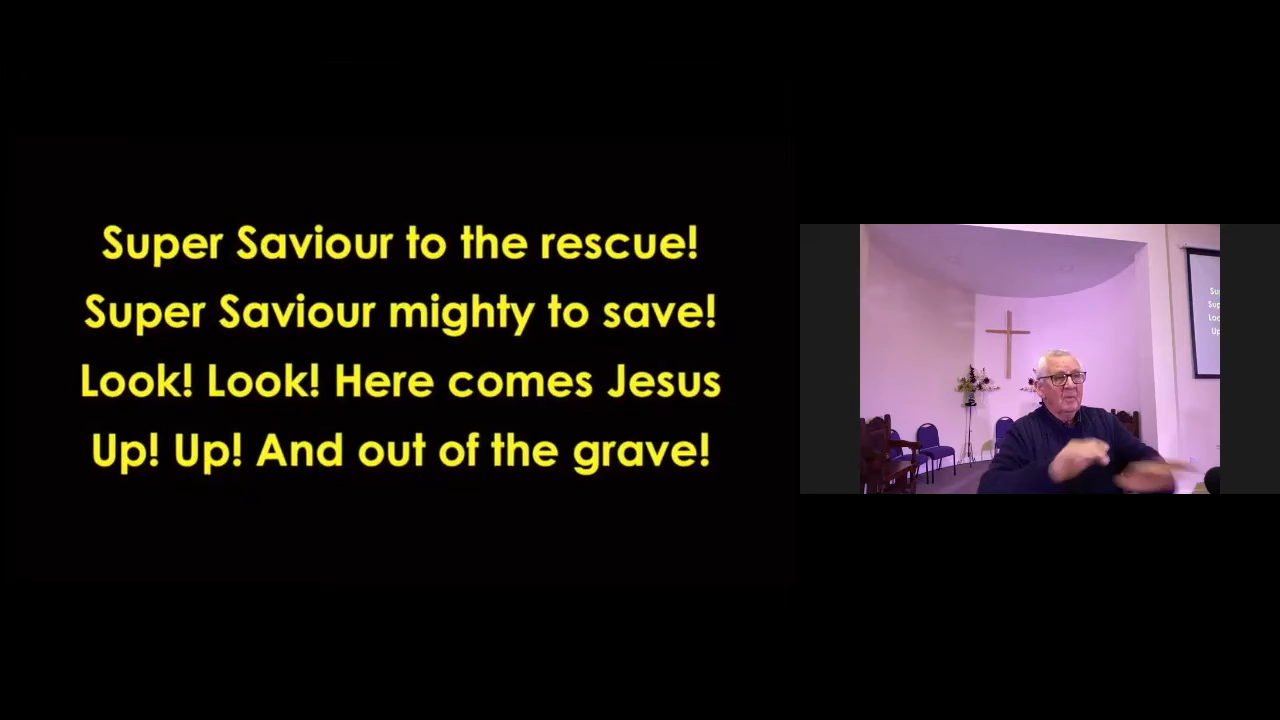 Super Saviour to the rescue!
Super Saviour mighty to save!
Look! Look! Here comes Jesus
Up! Up! And out of the grave!